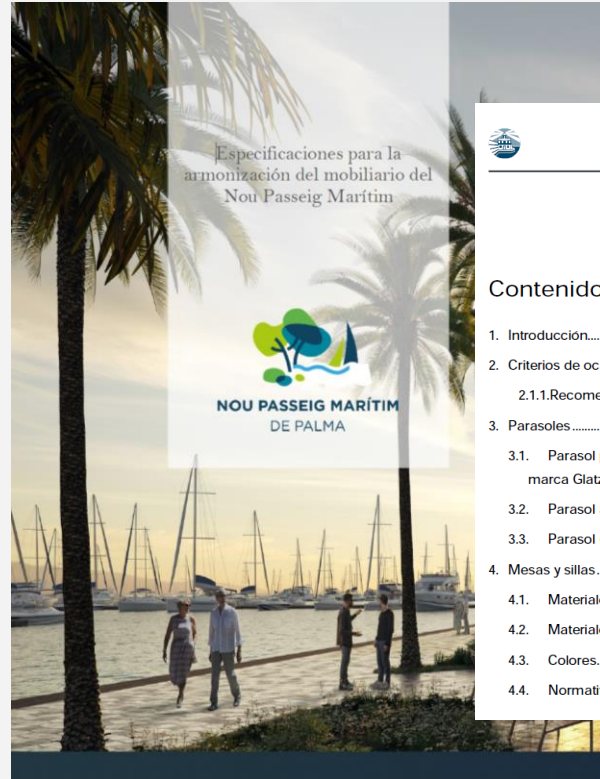 Especificaciones para la
armonización del mobiliario del
Nou Passeig Marítim
NOU PASSEIG MARÍTIM
DE PALMA
Contenido
1. Introducción....
2. Criterios de oc
2.1.1.Recome
3. Parasoles..........
3.1. Parasol
marca Glatz
3.2. Parasol
3.3. Parasol
4. Mesas y sillas..
4.1. Material
4.2. Material
4.3. Colores.
4.4. Normati